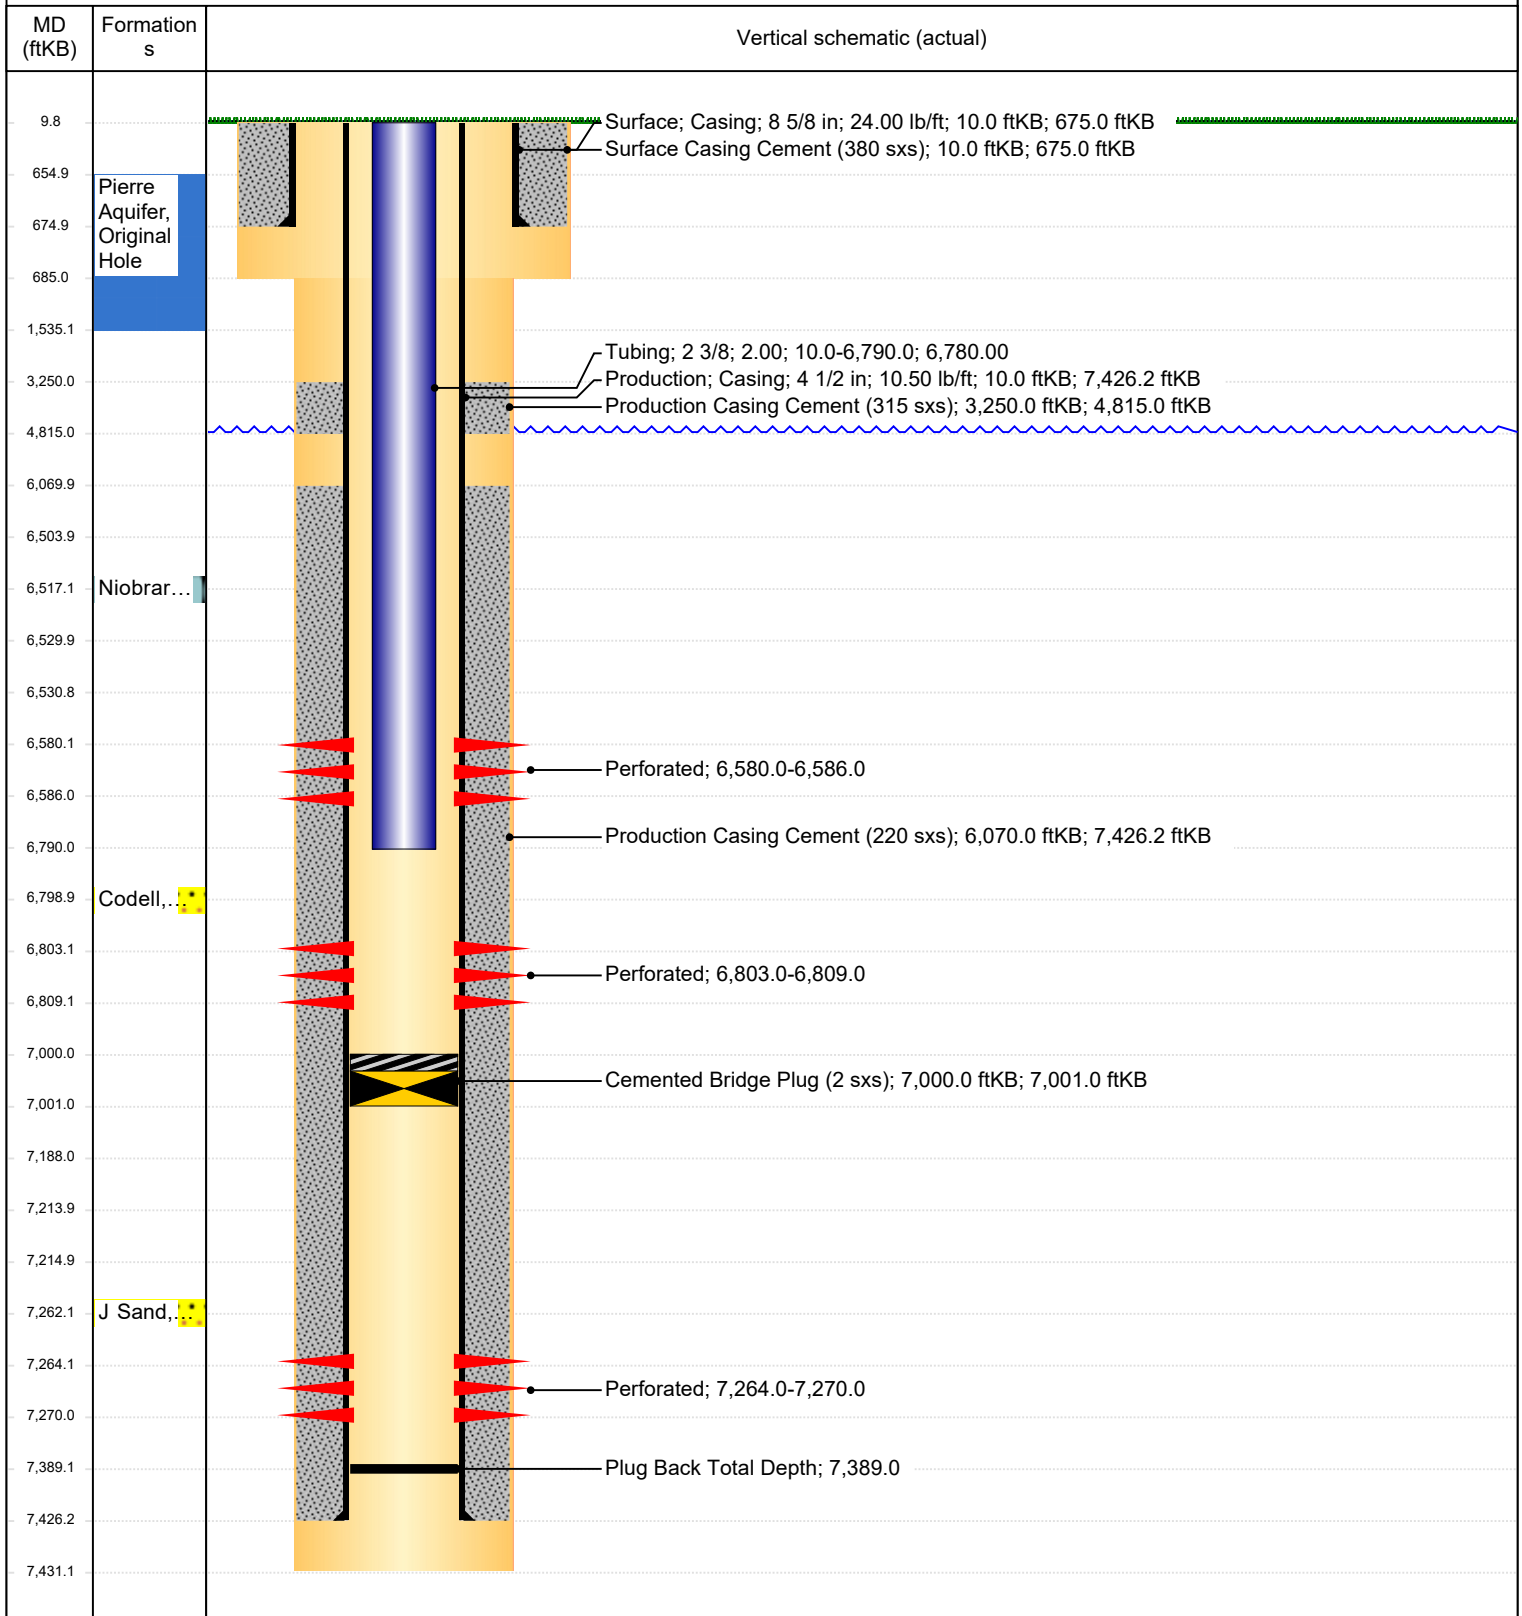 MD
(ftKB)
Formation
s
Vertical schematic (actual)
9.8
654.9
674.9
685.0
1,535.1
3,250.0
4,815.0
6,069.9
6,503.9
6,517.1
6,529.9
6,530.8
6,580.1
6,586.0
6,790.0
6,798.9
6,803.1
6,809.1
7,000.0
7,001.0
7,188.0
7,213.9
7,214.9
7,262.1
7,264.1
7,270.0
7,389.1
7,426.2
7,431.1
Pierre
Aquifer,
Original
Hole
Niobrar...
Codell,...
J Sand,...
Surface; Casing; 8 5/8 in; 24.00 lb/ft; 10.0 ftKB; 675.0 ftKB
Surface Casing Cement (380 sxs); 10.0 ftKB; 675.0 ftKB
Tubing; 2 3/8; 2.00; 10.0-6,790.0; 6,780.00
Production; Casing; 4 1/2 in; 10.50 lb/ft; 10.0 ftKB; 7,426.2 ftKB
Production Casing Cement (315 sxs); 3,250.0 ftKB; 4,815.0 ftKB
Perforated; 6,580.0-6,586.0
Production Casing Cement (220 sxs); 6,070.0 ftKB; 7,426.2 ftKB
Perforated; 6,803.0-6,809.0
Cemented Bridge Plug (2 sxs); 7,000.0 ftKB; 7,001.0 ftKB
Perforated; 7,264.0-7,270.0
Plug Back Total Depth; 7,389.0